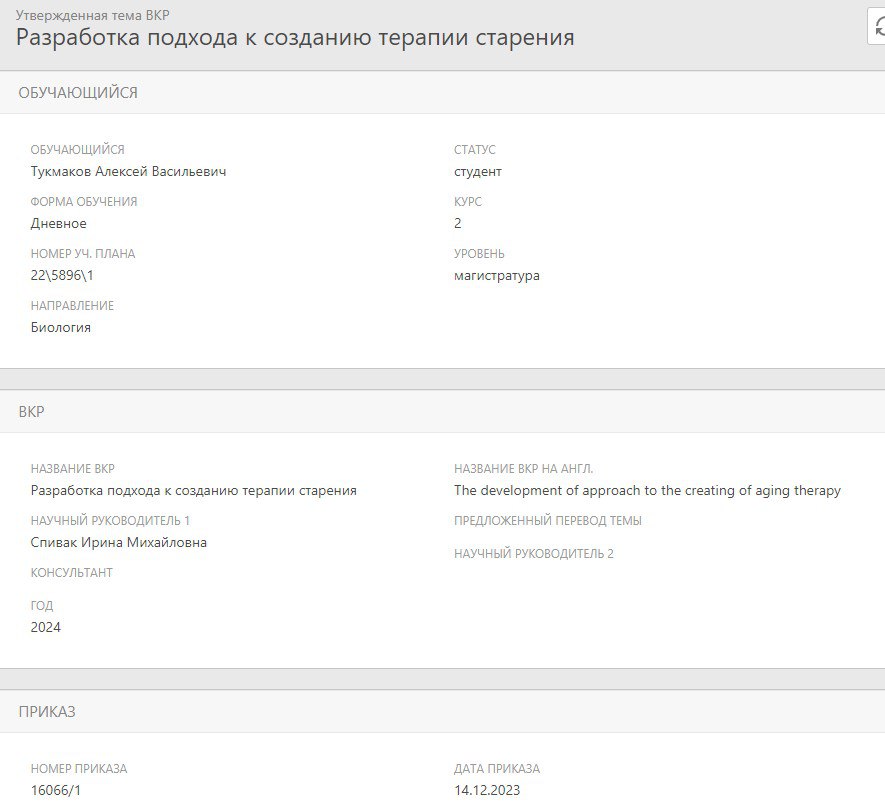 Утвержденная тема ВКР
Разработка подхода к созданию терапии старения
ОБУЧАЮЩИЙСЯ
ОБУЧАЮЩИЙСЯ
Тукмаков Алексей Васильевич
СТАТУС
студент
ФОРМА ОБУЧЕНИЯ
Дневное
КУРС
2
НОМЕР УЧ. ПЛАНА
22\5896\1
УРОВЕНЬ
магистратура
НАПРАВЛЕНИЕ
Биология
ВКР
НАЗВАНИЕ ВКР
Разработка подхода к созданию терапии старения
НАЗВАНИЕ ВКР НА АНГЛ.
The development of approach to the creating of aging therapy
НАУЧНЫЙ РУКОВОДИТЕЛЬ 1
Спивак Ирина Михайловна
ПРЕДЛОЖЕННЫЙ ПЕРЕВОД ТЕМЫ
НАУЧНЫЙ РУКОВОДИТЕЛЬ 2
КОНСУЛЬТАНТ
ГОД
2024
ПРИКАЗ
НОМЕР ПРИКАЗА
16066/1
ДАТА ПРИКАЗА
14.12.2023